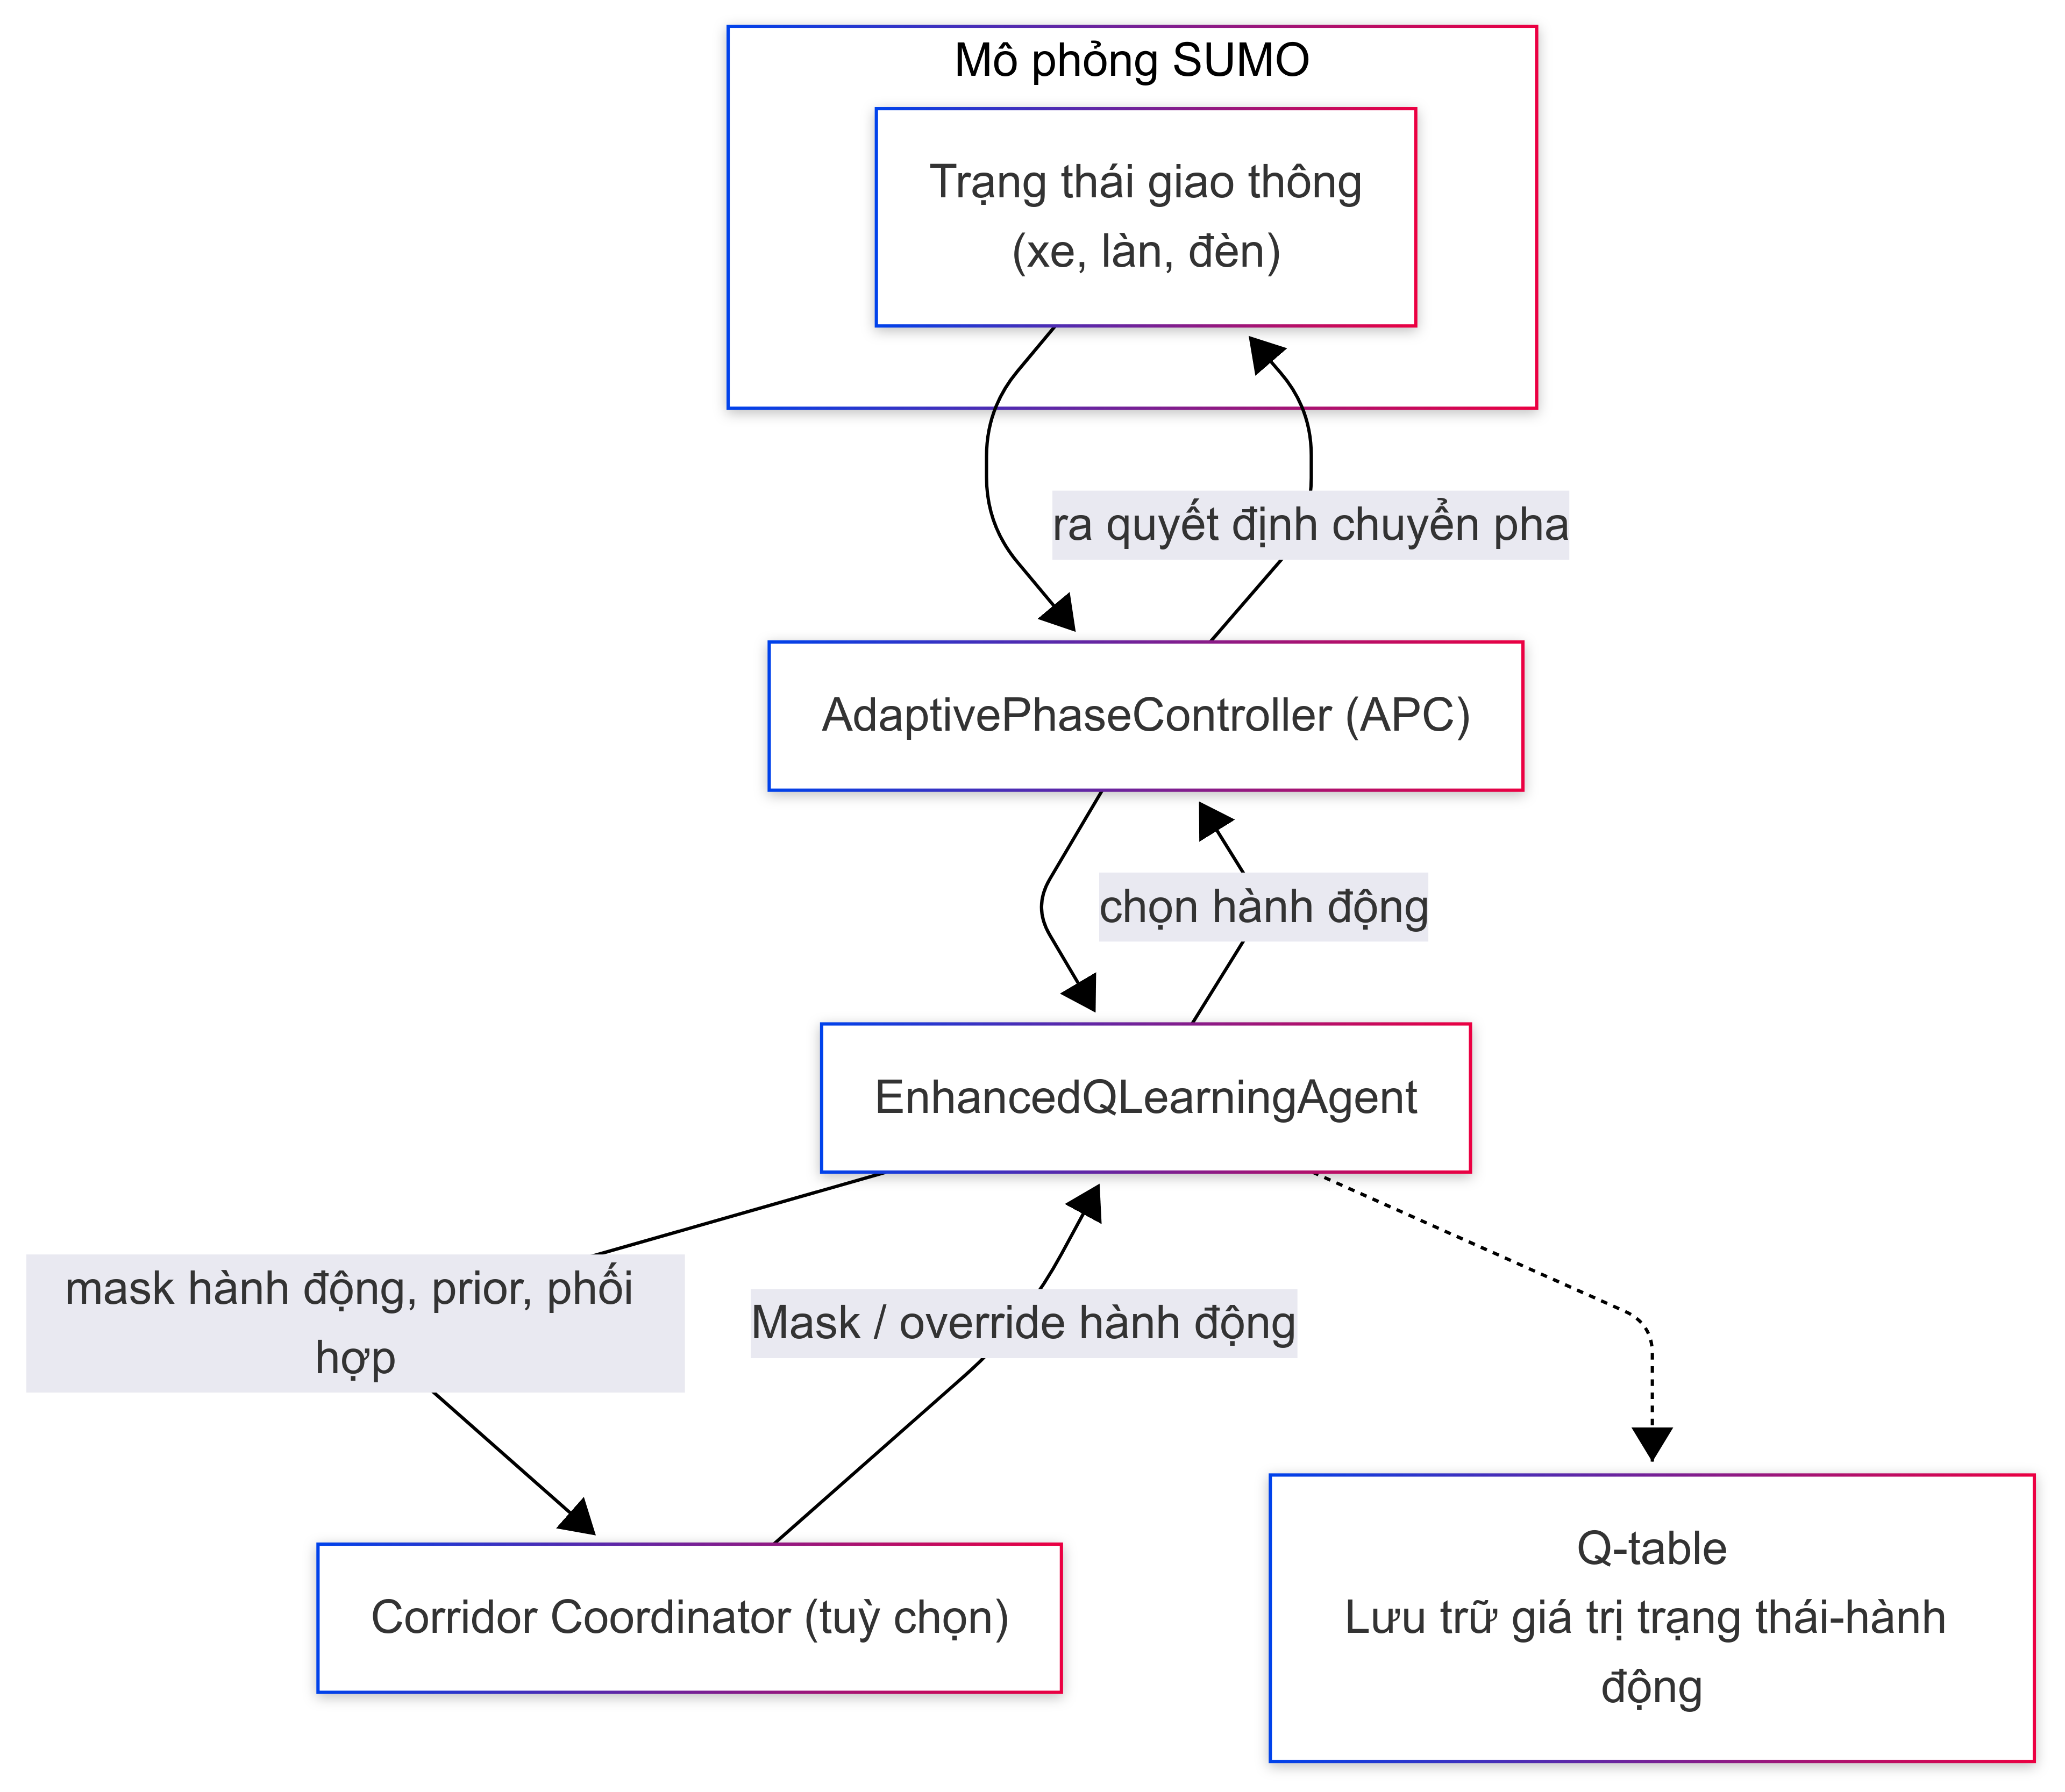 Mô phỏng SUMO
Trạng thái giao thông
(xe, làn, đèn)
ra quyết định chuyển pha
AdaptivePhaseController (APC)
chọn hành động
EnhancedQLearningAgent
mask hành động, prior, phối
hợp
Mask / override hành động
Corridor Coordinator (tuỳ chọn)
Q-table
Lưu trữ giá trị trạng thái-hành
động